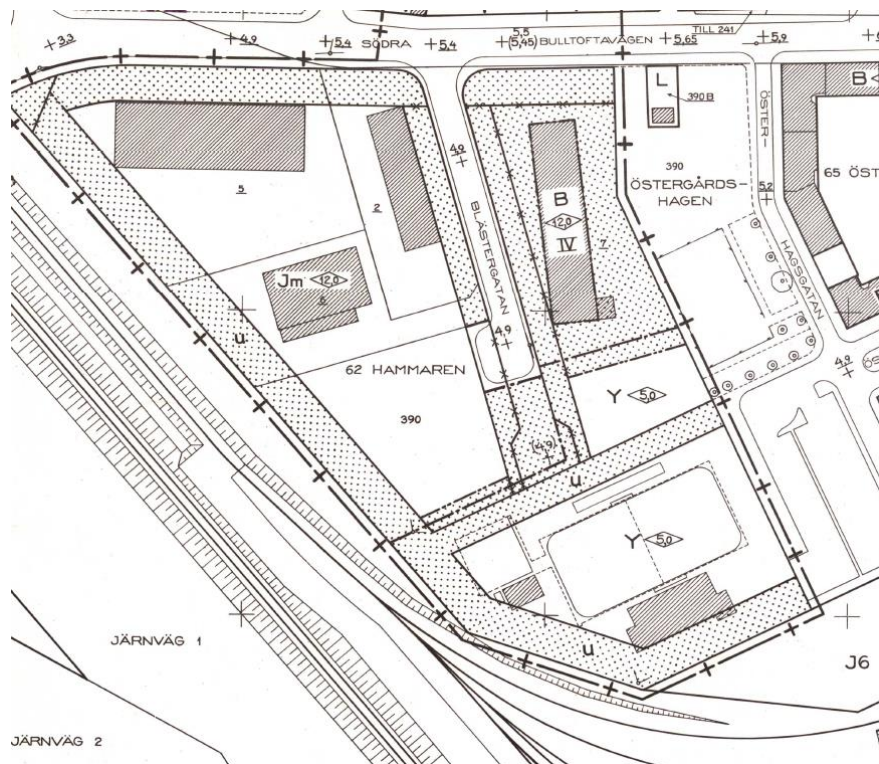 3,3
4,9
5,4
SÖDRA
5,4
5,5
(5,45)
BULLTOFTAVÄGEN
5,65
TILL 241
5,9
L
390 B
ÖSTER-
B
4,9
390
65 ÖST
5
2
ÖSTERGÅRDS-
HAGEN
5,2
BLÄSTERGATAN
B
12,0
IV
7
HAGSGATAN
Jm 12,0
6
u
4,9
62 HAMMAREN
4,9
ÖS
390
Y 5,0
(4,9)
u
Y 5,0
JÄRNVÄG 1
u
J6
JÄRNVÄG 2